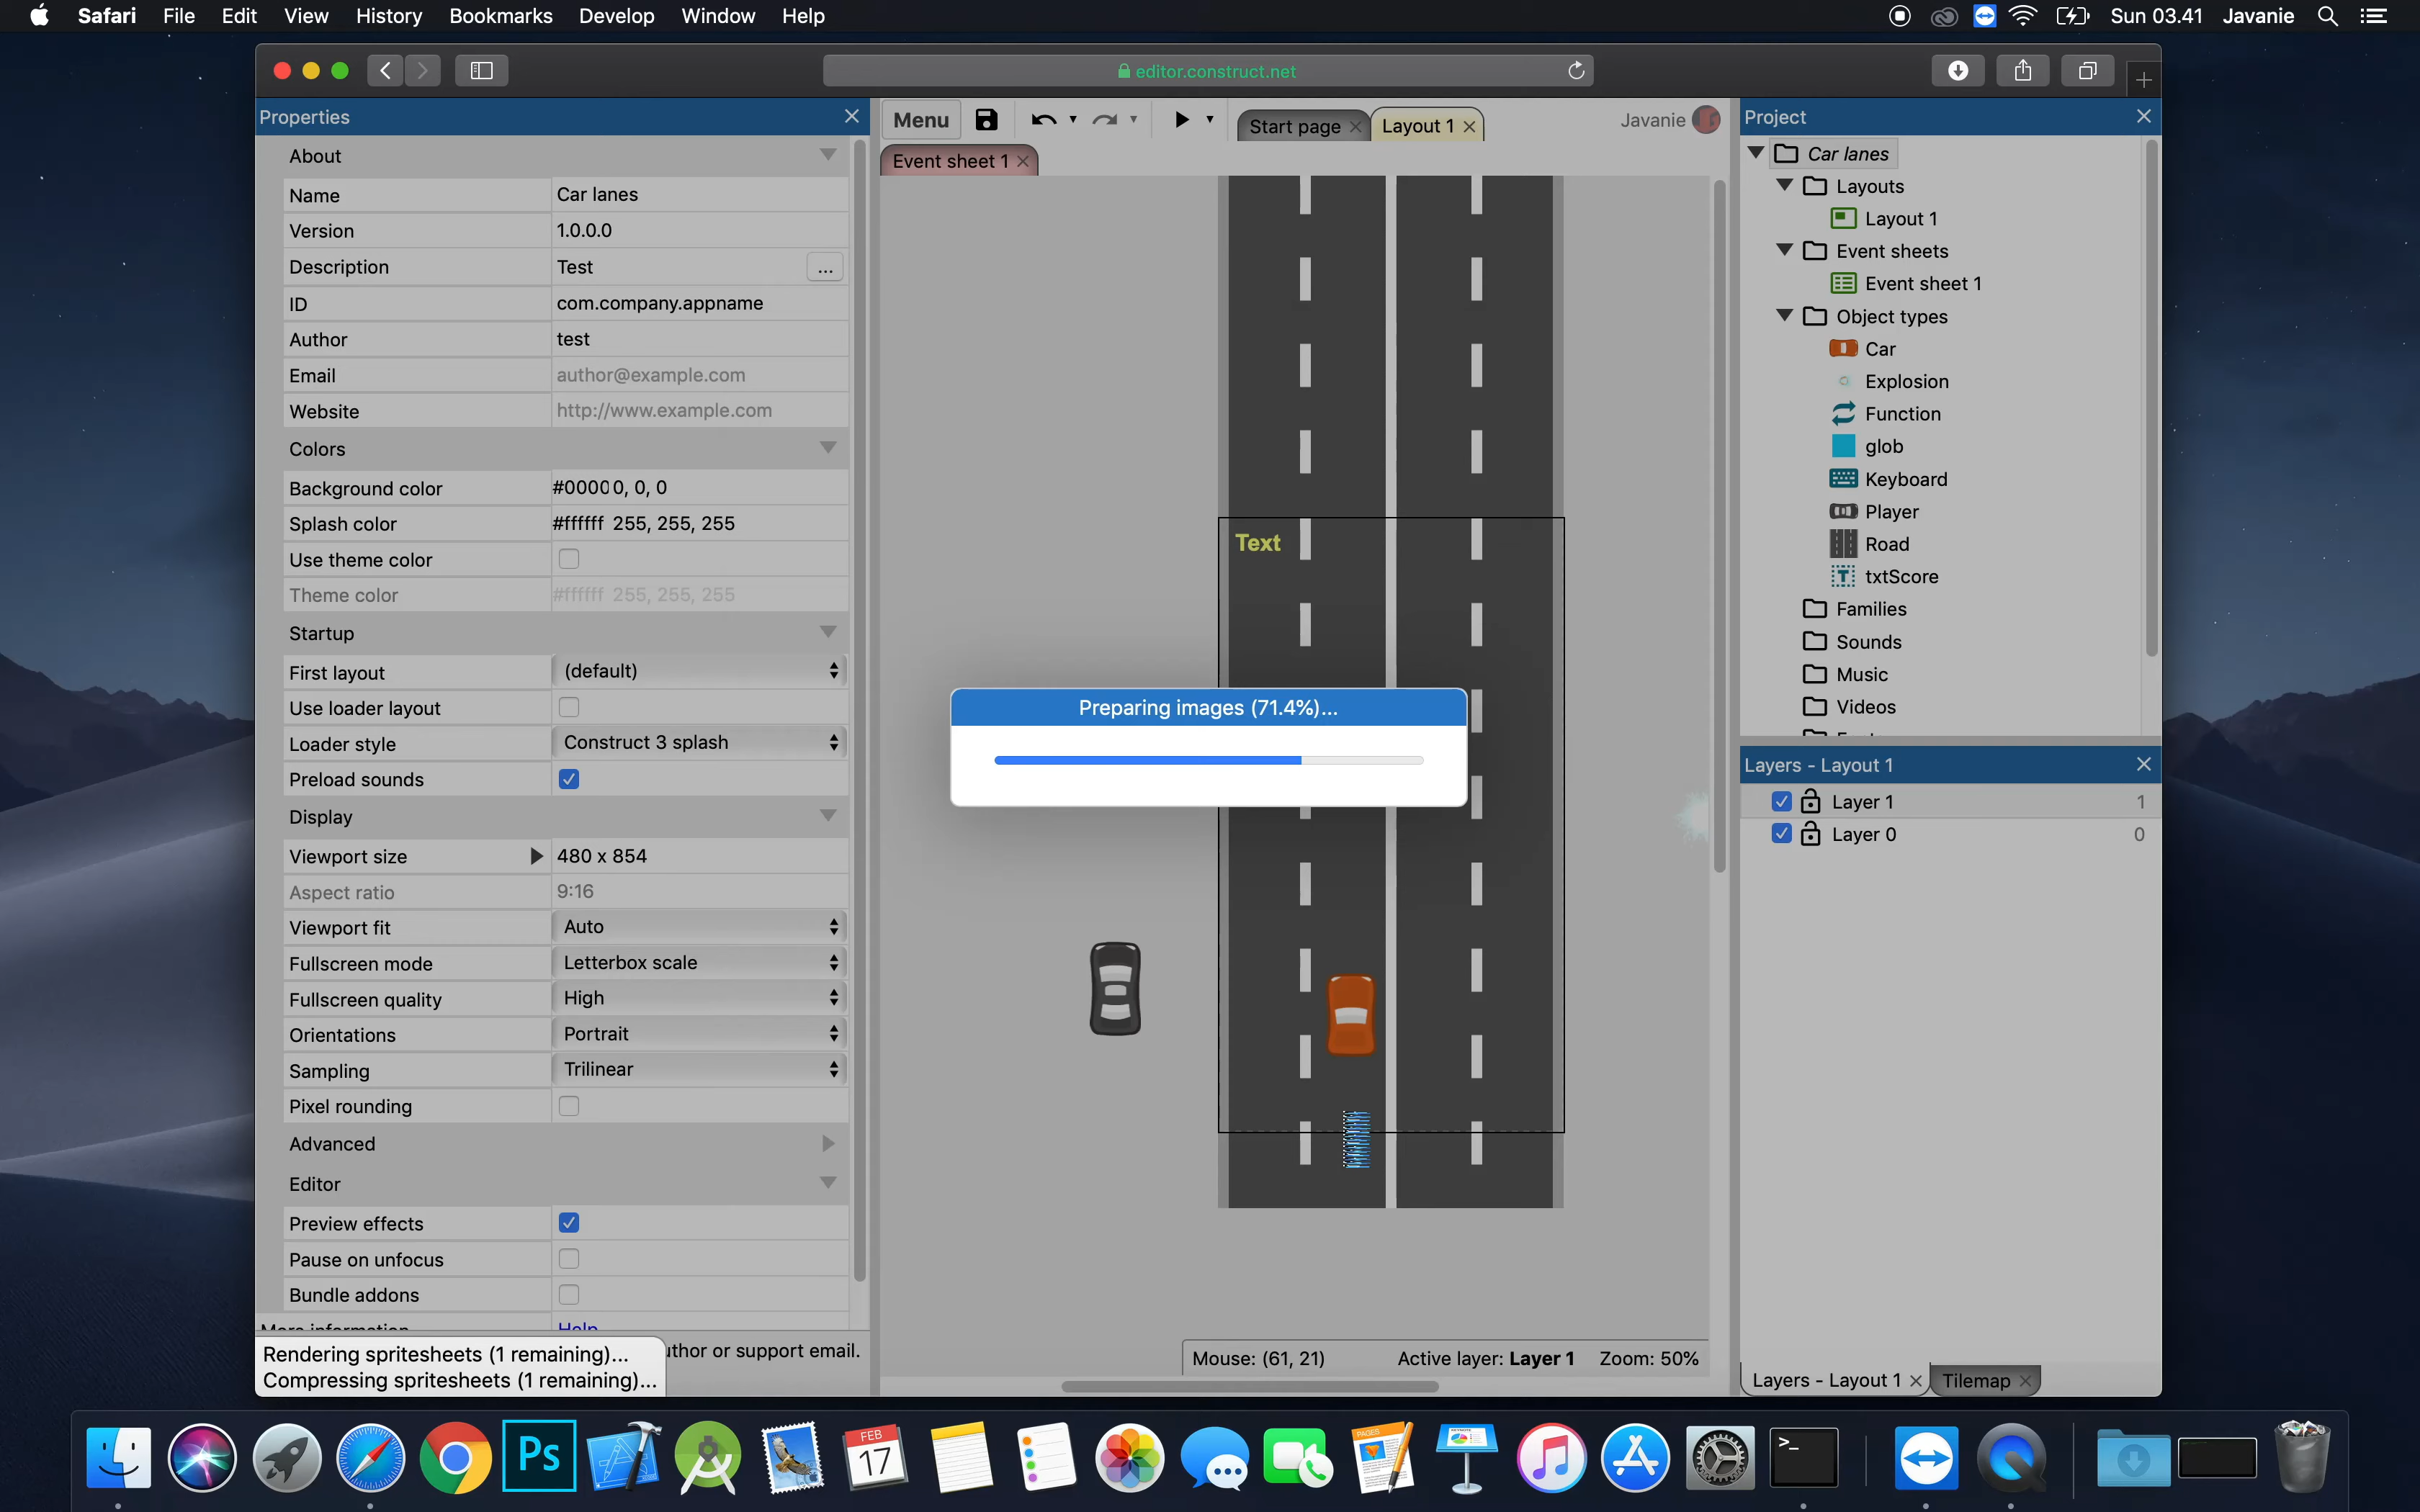 Safari File Edit View History Bookmarks Develop Window Help Sun 03.41 Javanie
editor.construct.net
Properties
About
Name Car lanes
Version 1.0.0.0
Description Test ...
ID com.company.appname
Author test
Email author@example.com
Website http://www.example.com
Colors
Background color #0000 0, 0, 0
Splash color #ffffff 255, 255, 255
Use theme color
Theme color #ffffff 255, 255, 255
Startup
First layout (default)
Use loader layout
Loader style Construct 3 splash
Preload sounds
Display
Viewport size 480 x 854
Aspect ratio 9:16
Viewport fit Auto
Fullscreen mode Letterbox scale
Fullscreen quality High
Orientations Portrait
Sampling Trilinear
Pixel rounding
Advanced
Editor
Preview effects
Pause on unfocus
Bundle addons
More information Help
uthor or support email.
Rendering spritesheets (1 remaining)...
Compressing spritesheets (1 remaining)...
Menu Start page Layout 1 Javanie
Event sheet 1
Text
Preparing images (71.4%)...
Mouse: (61, 21) Active layer: Layer 1 Zoom: 50%
Project
Car lanes
Layouts
Layout 1
Event sheets
Event sheet 1
Object types
Car
Explosion
Function
glob
Keyboard
Player
Road
txtScore
Families
Sounds
Music
Videos
Layers - Layout 1
Layer 1 1
Layer 0 0
Layers - Layout 1 Tilemap
Ps
FEB
17
PAGES
>_